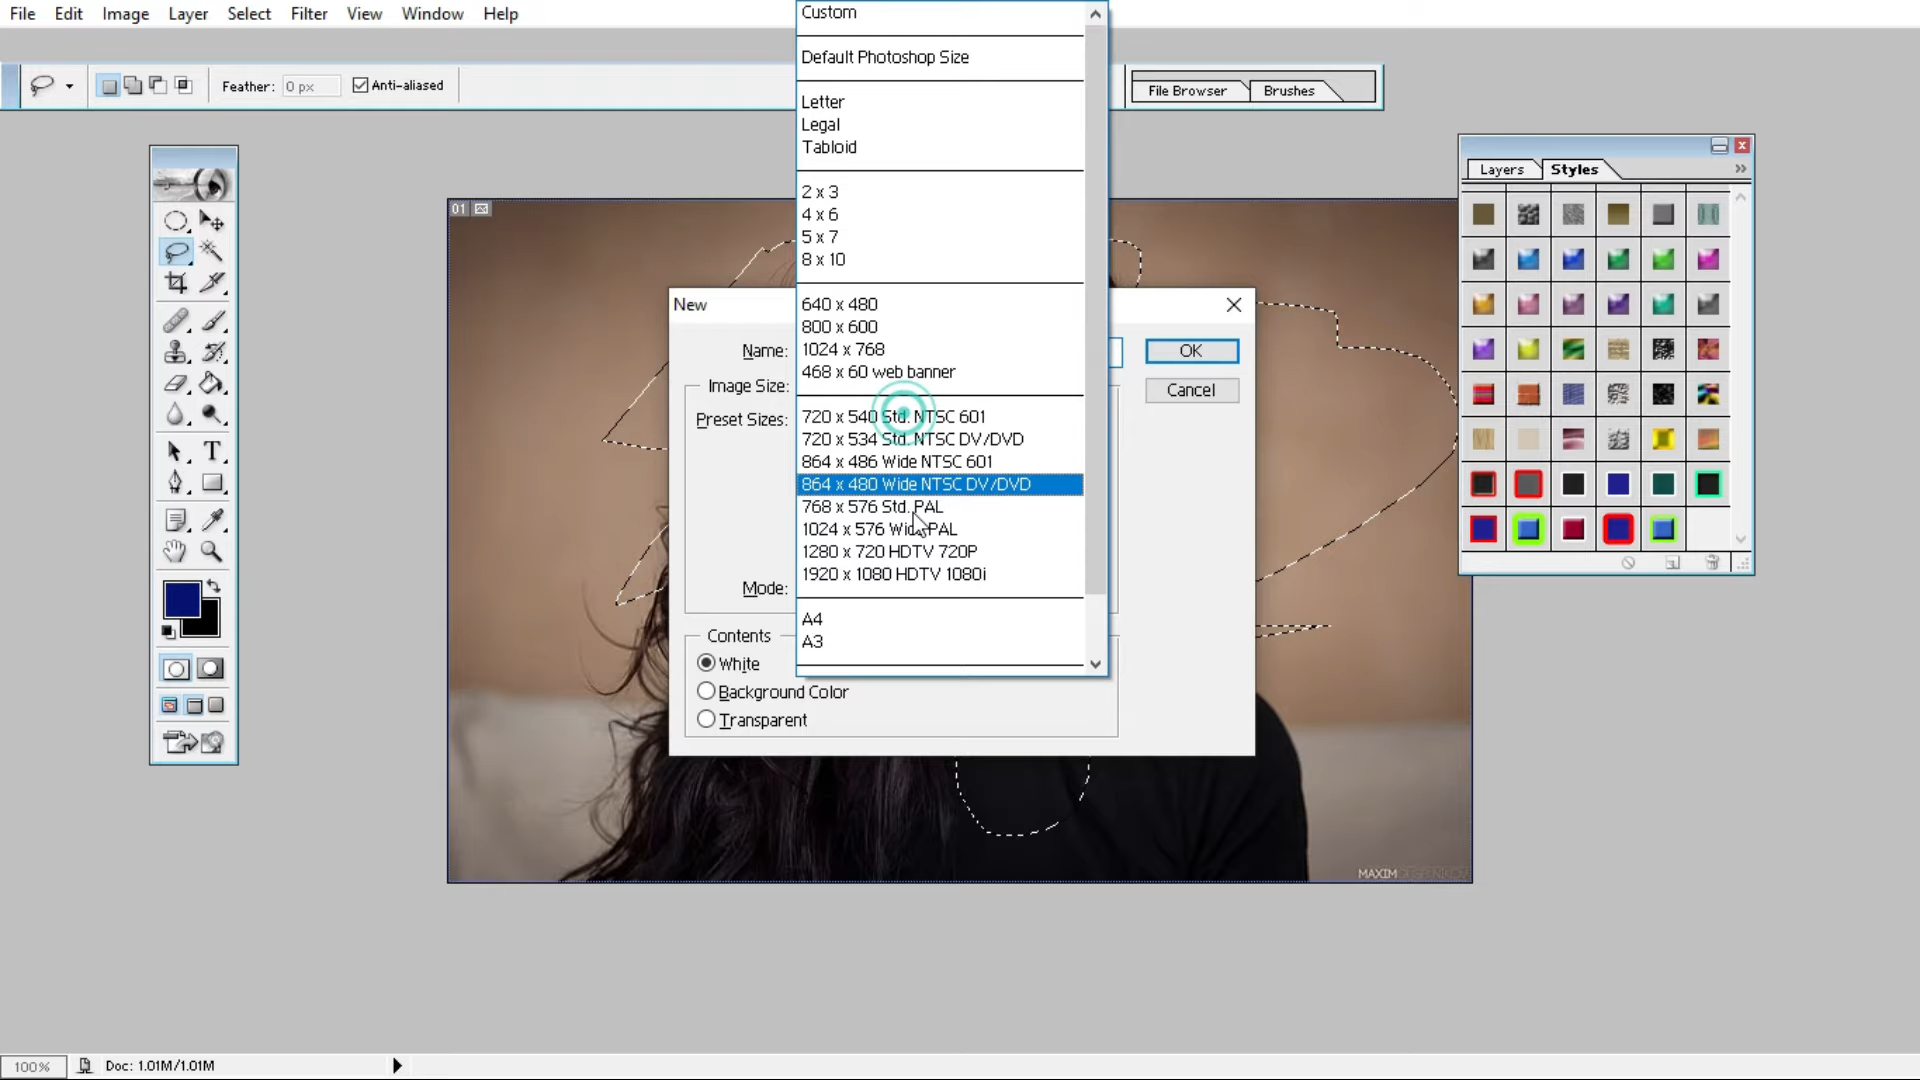 File Edit Image Layer Select Filter View Window Help
Feather: 0 px Anti-aliased
File Browser Brushes
Layers Styles
01
New
Name:
OK
Image Size:
Cancel
Preset Sizes:
Mode:
Contents
White
Background Color
Transparent
Custom
Default Photoshop Size
Letter
Legal
Tabloid
2 x 3
4 x 6
5 x 7
8 x 10
640 x 480
800 x 600
1024 x 768
468 x 60 web banner
720 x 540 Std. NTSC 601
720 x 534 Std. NTSC DV/DVD
864 x 486 Wide NTSC 601
864 x 480 Wide NTSC DV/DVD
768 x 576 Std. PAL
1024 x 576 Wide PAL
1280 x 720 HDTV 720P
1920 x 1080 HDTV 1080i
A4
A3
100% Doc: 1.01M/1.01M